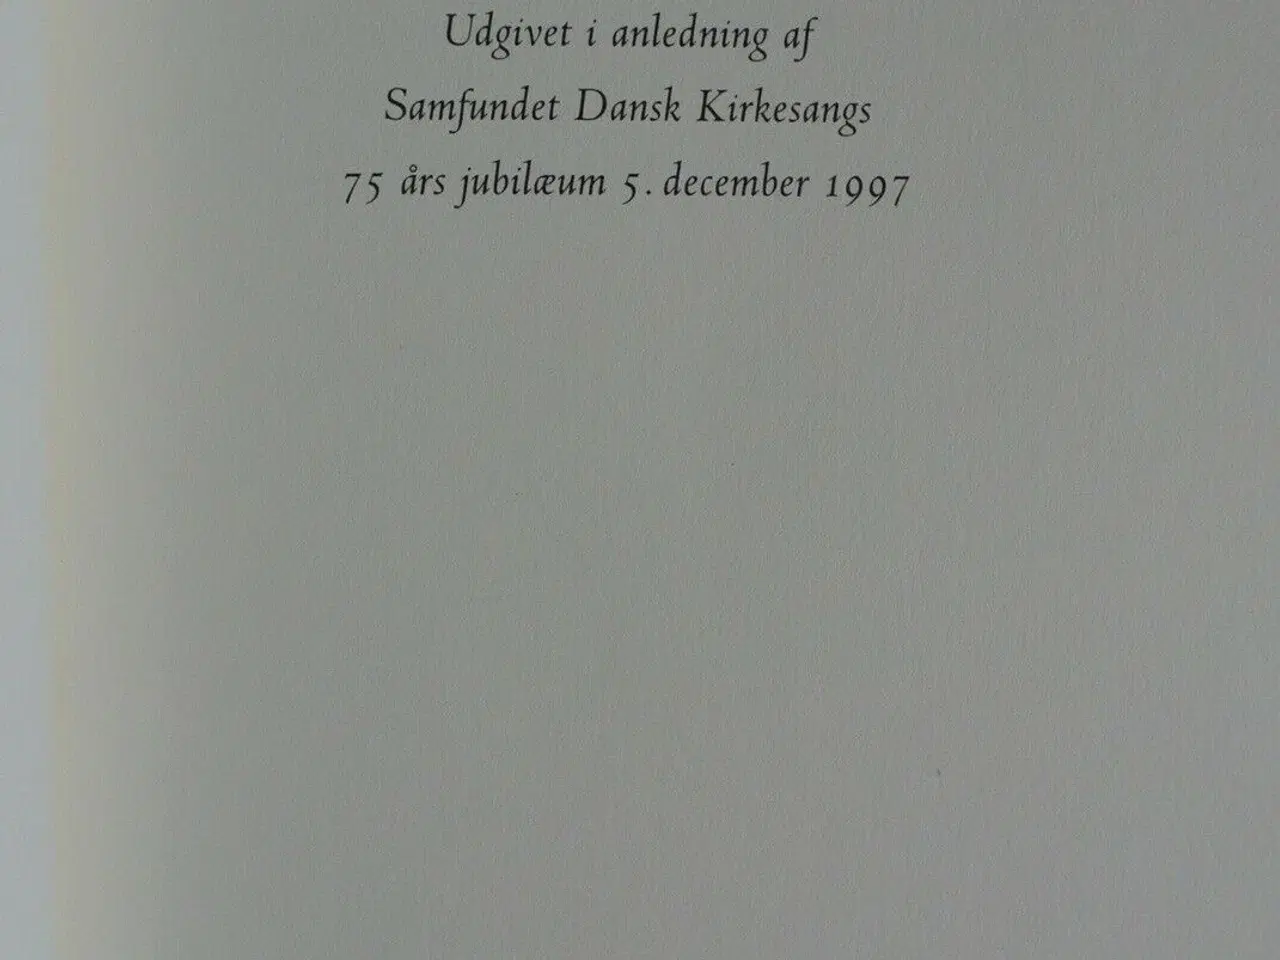 Udgivet i anledning af
Samfundet Dansk Kirkesangs
75 års jubilæum 5. december 1997